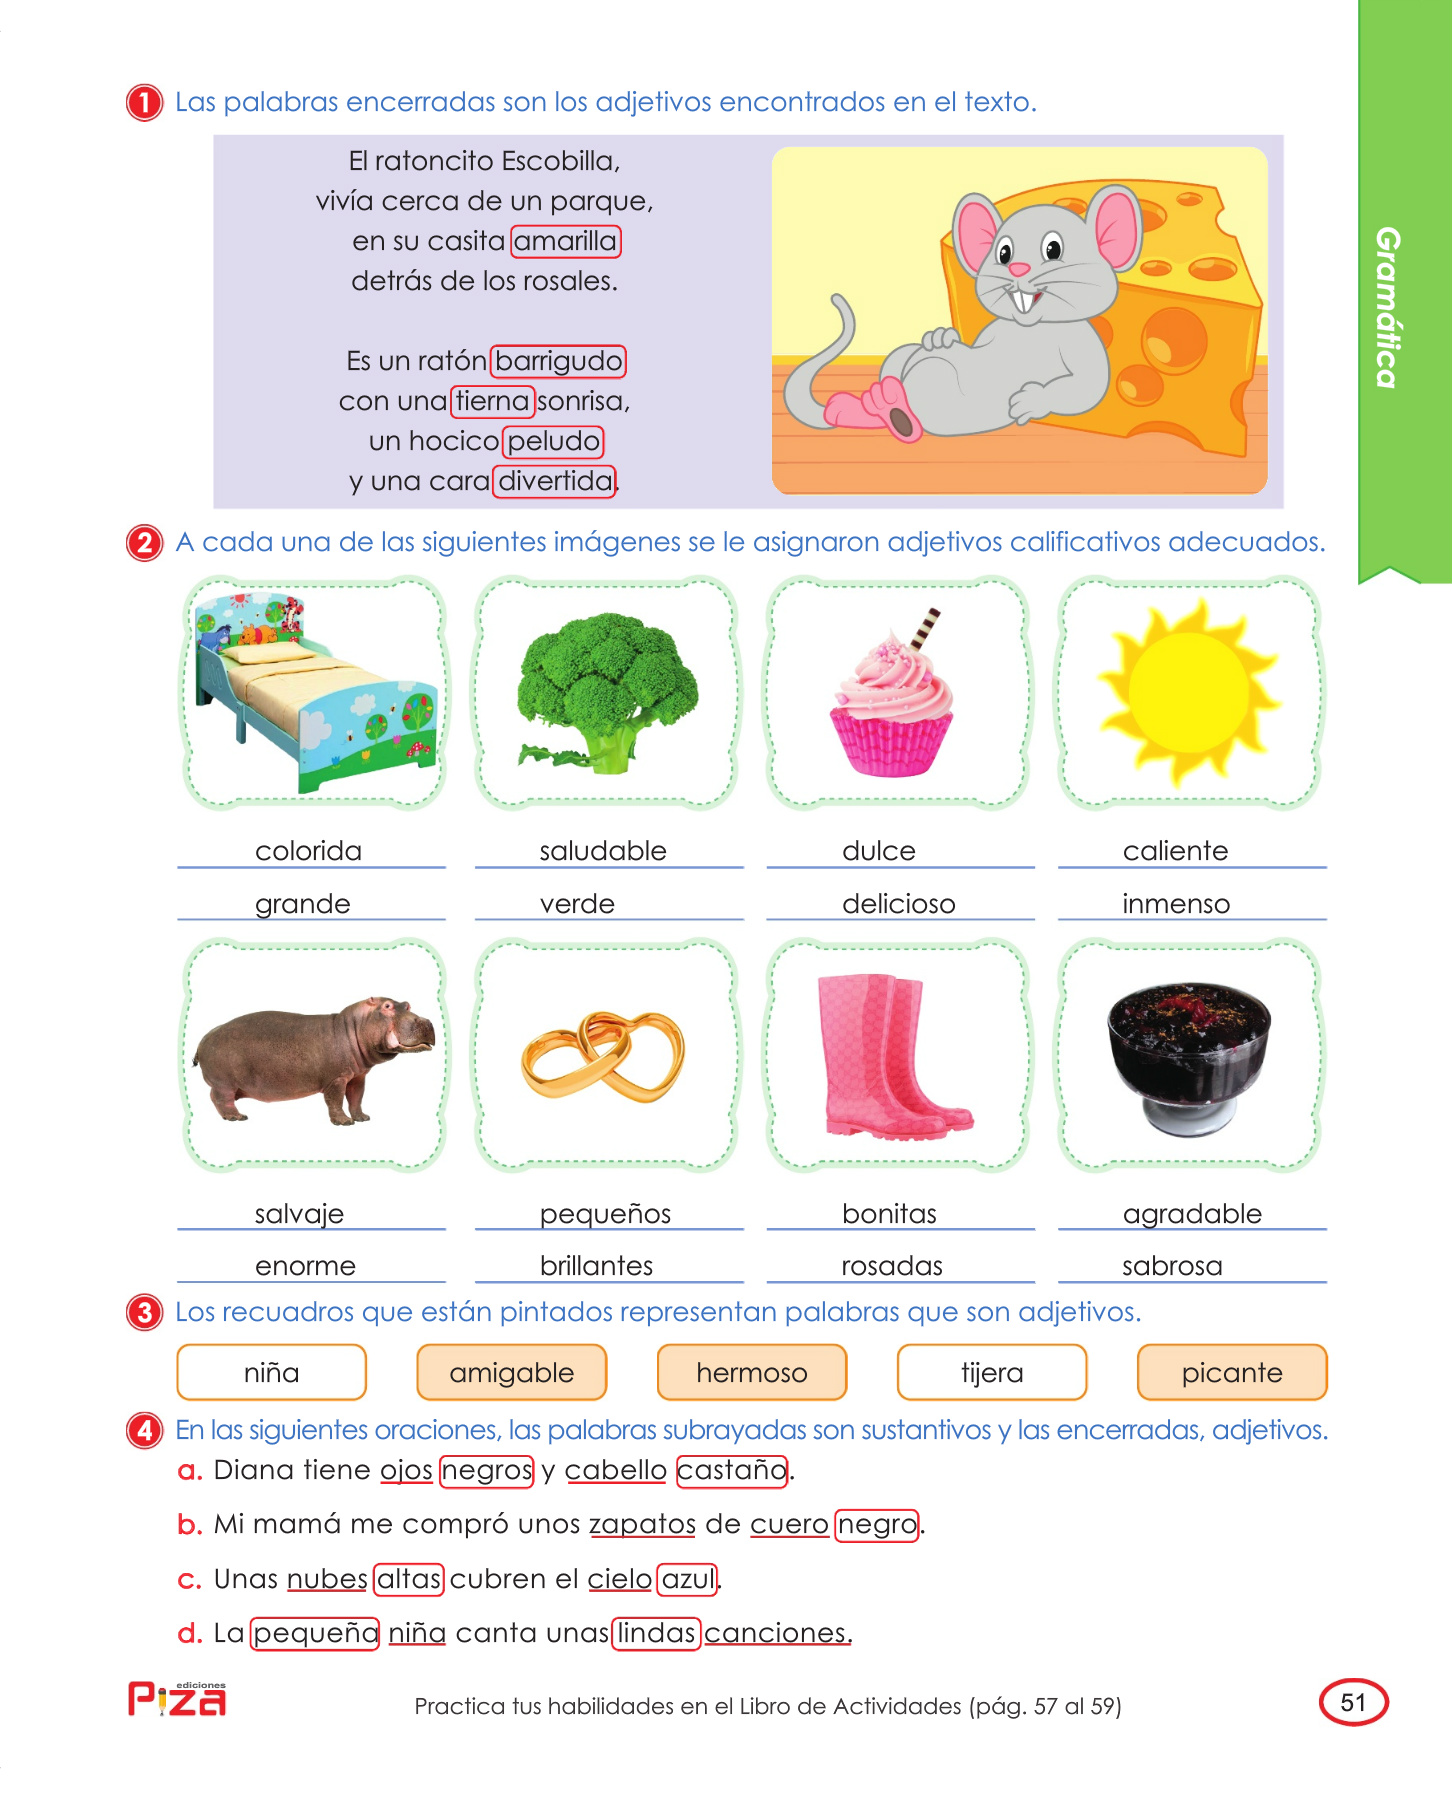 1 Las palabras encerradas son los adjetivos encontrados en el texto.
El ratoncito Escobilla,
vivía cerca de un parque,
en su casita amarilla
detrás de los rosales.
Es un ratón barrigudo
con una tierna sonrisa,
un hocico peludo
y una cara divertida.
Gramática
2 A cada una de las siguientes imágenes se le asignaron adjetivos calificativos adecuados.
colorida saludable dulce caliente
grande verde delicioso inmenso
salvaje pequeños bonitas agradable
enorme brillantes rosadas sabrosa
3 Los recuadros que están pintados representan palabras que son adjetivos.
niña amigable hermoso tijera picante
4 En las siguientes oraciones, las palabras subrayadas son sustantivos y las encerradas, adjetivos.
a. Diana tiene ojos negros y cabello castaño.
b. Mi mamá me compró unos zapatos de cuero negro.
c. Unas nubes altas cubren el cielo azul.
d. La pequeña niña canta unas lindas canciones.
ediciones
Piza
Practica tus habilidades en el Libro de Actividades (pág. 57 al 59)
51